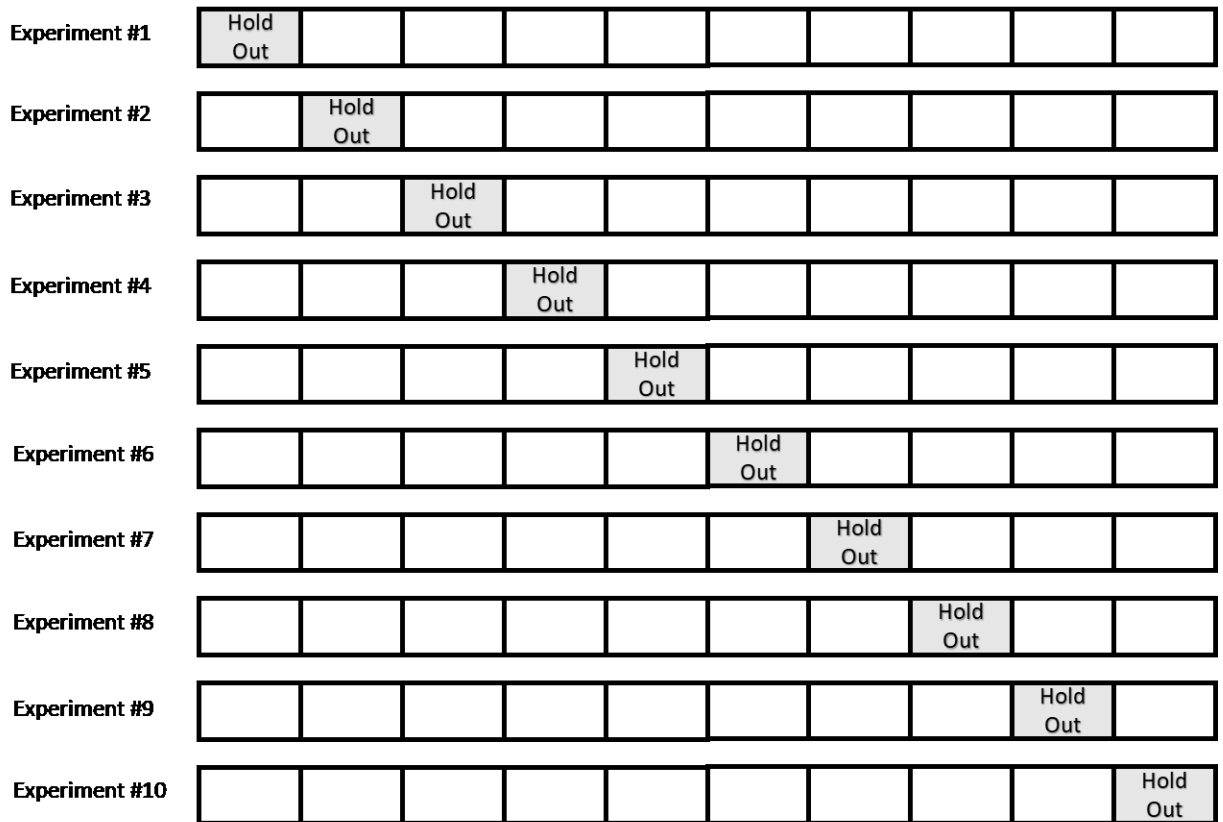 Experiment #1
Hold
Out
Experiment #2
Hold
Out
Experiment #3
Hold
Out
Experiment #4
Hold
Out
Experiment #5
Hold
Out
Experiment #6
Hold
Out
Experiment #7
Hold
Out
Experiment #8
Hold
Out
Experiment #9
Hold
Out
Experiment #10
Hold
Out